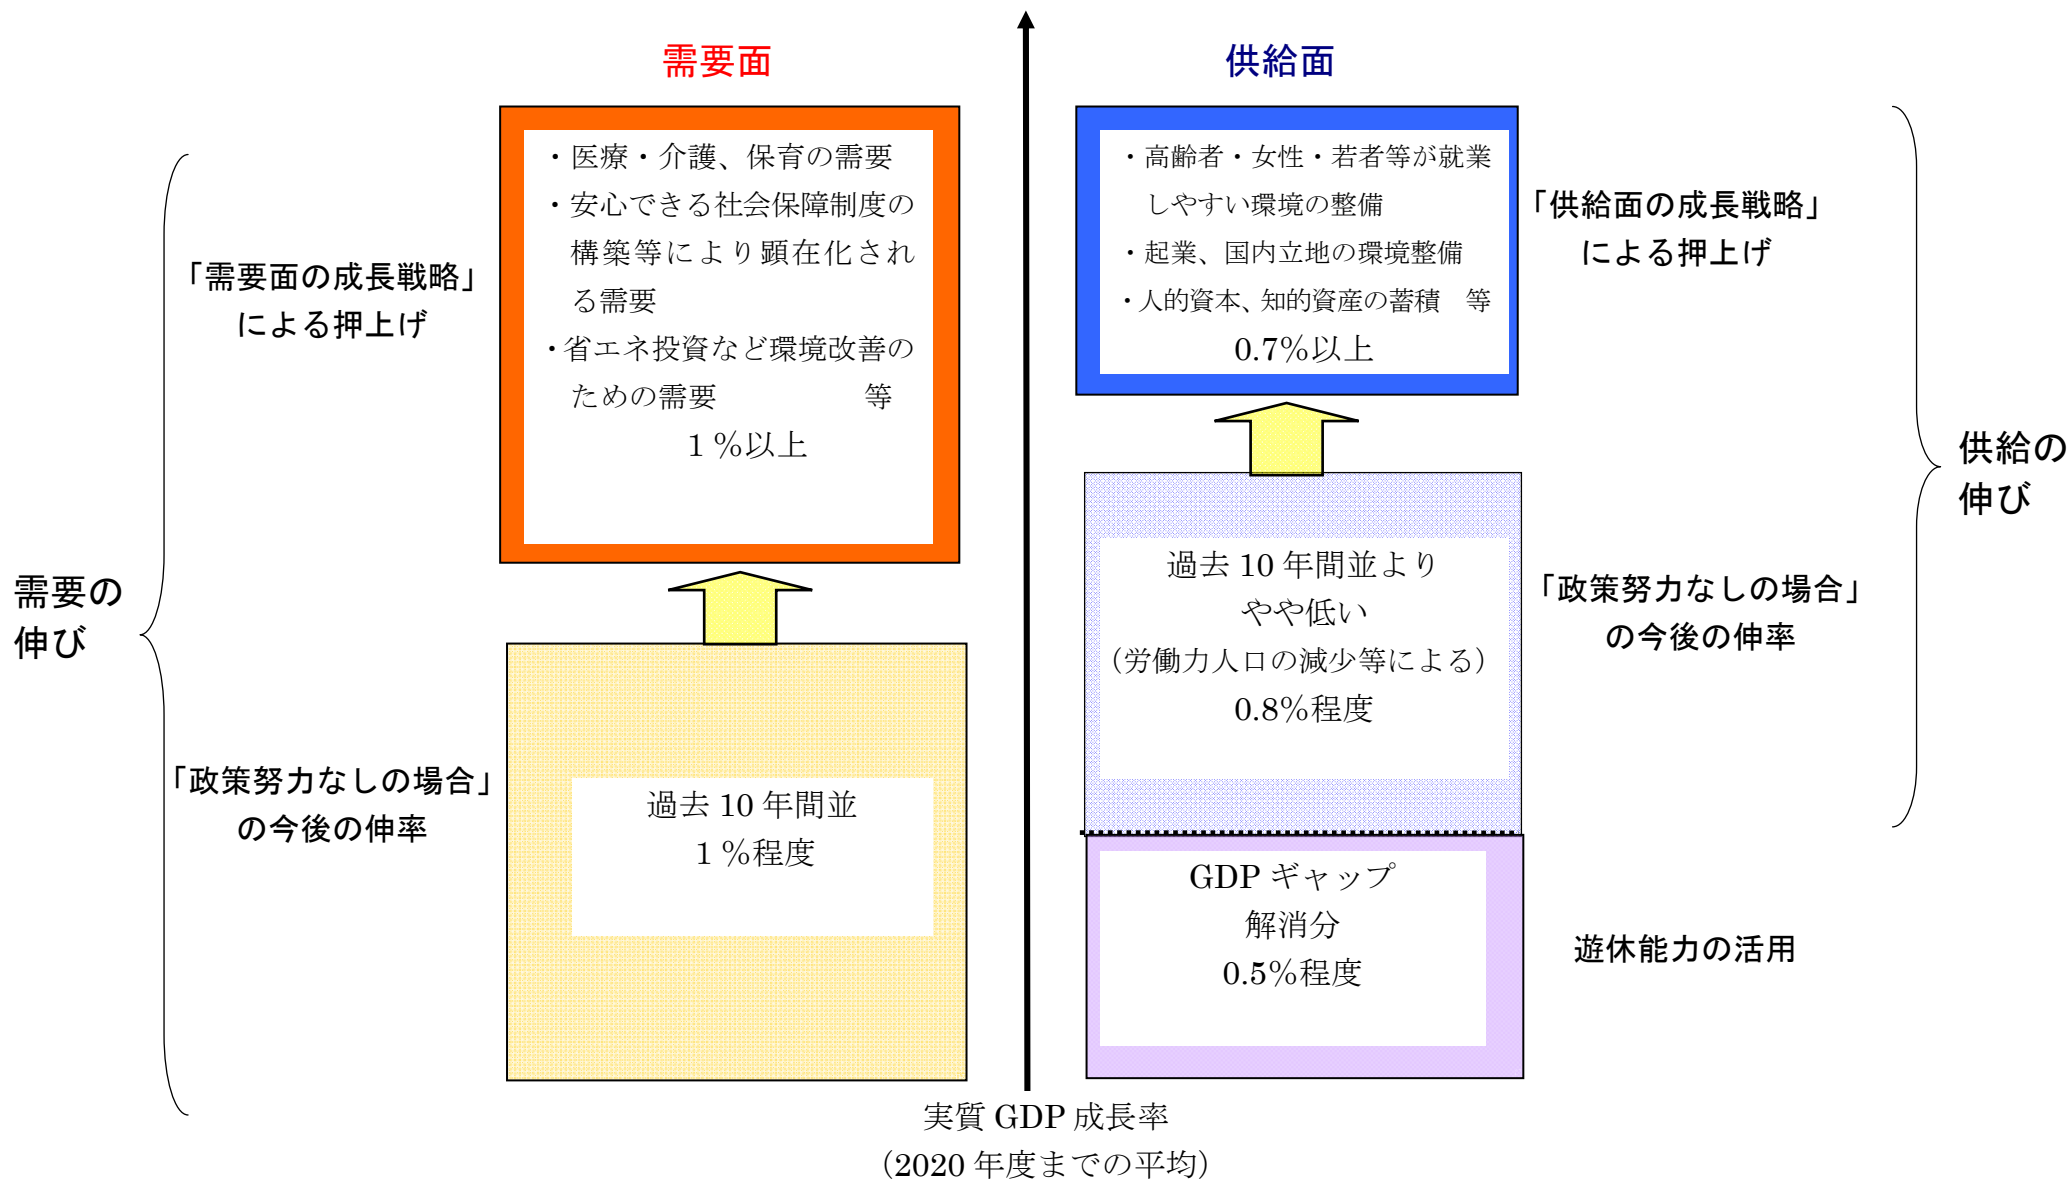 需要面
・医療・介護、保育の需要
・安心できる社会保障制度の
構築等により顕在化され
る需要
・省エネ投資など環境改善の
ための需要　　　　　等
1 %以上
「需要面の成長戦略」
による押上げ
需要の
伸び
「政策努力なしの場合」
の今後の伸率
過去 10 年間並
1 %程度
供給面
・高齢者・女性・若者等が就業
しやすい環境の整備
・起業、国内立地の環境整備
・人的資本、知的資産の蓄積　等
0.7%以上
「供給面の成長戦略」
による押上げ
供給の
伸び
過去 10 年間並より
やや低い
（労働力人口の減少等による）
0.8%程度
「政策努力なしの場合」
の今後の伸率
GDP ギャップ
解消分
0.5%程度
遊休能力の活用
実質 GDP 成長率
（2020 年度までの平均）